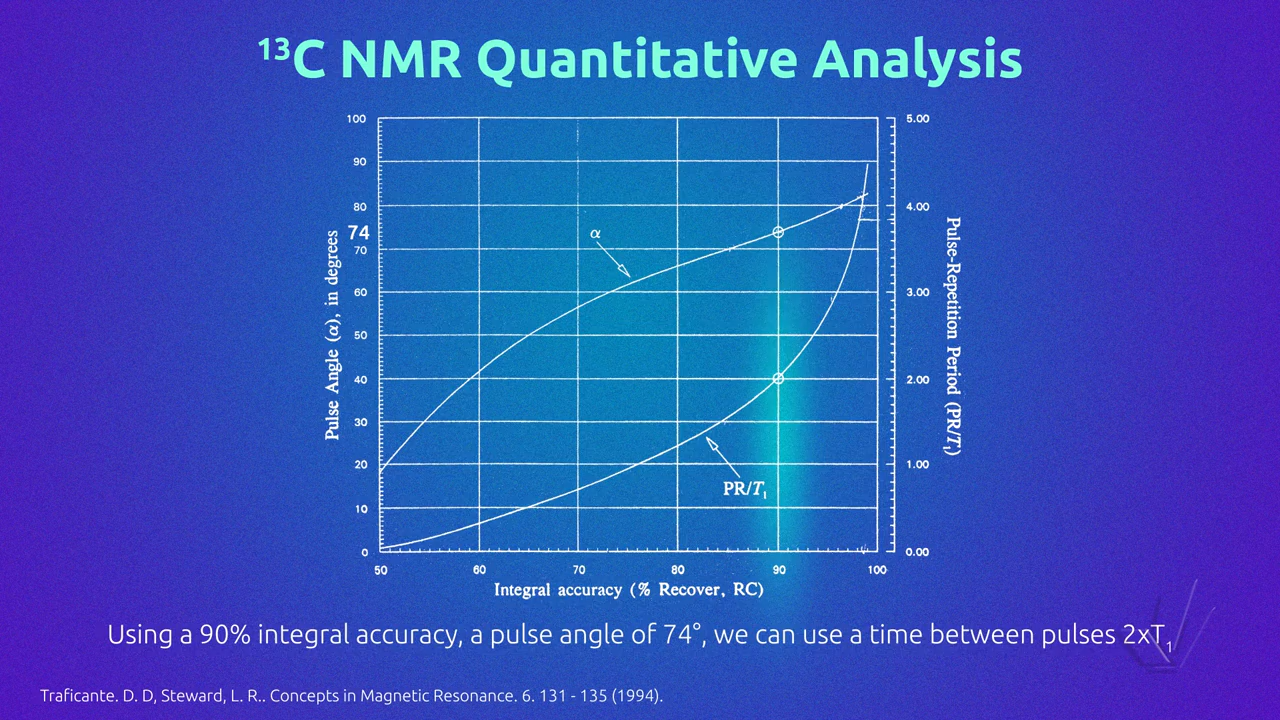 ¹³C NMR Quantitative Analysis
100
90
80
74
70
60
50
40
30
20
10
0
Pulse Angle (α), in degrees
α
PR/T₁
5.00
4.00
3.00
2.00
1.00
0.00
Pulse-Repetition Period (PR/T₁)
50 60 70 80 90 100
Integral accuracy (% Recover, RC)
Using a 90% integral accuracy, a pulse angle of 74°, we can use a time between pulses 2xT₁
Traficante. D. D, Steward, L. R.. Concepts in Magnetic Resonance. 6. 131 - 135 (1994).